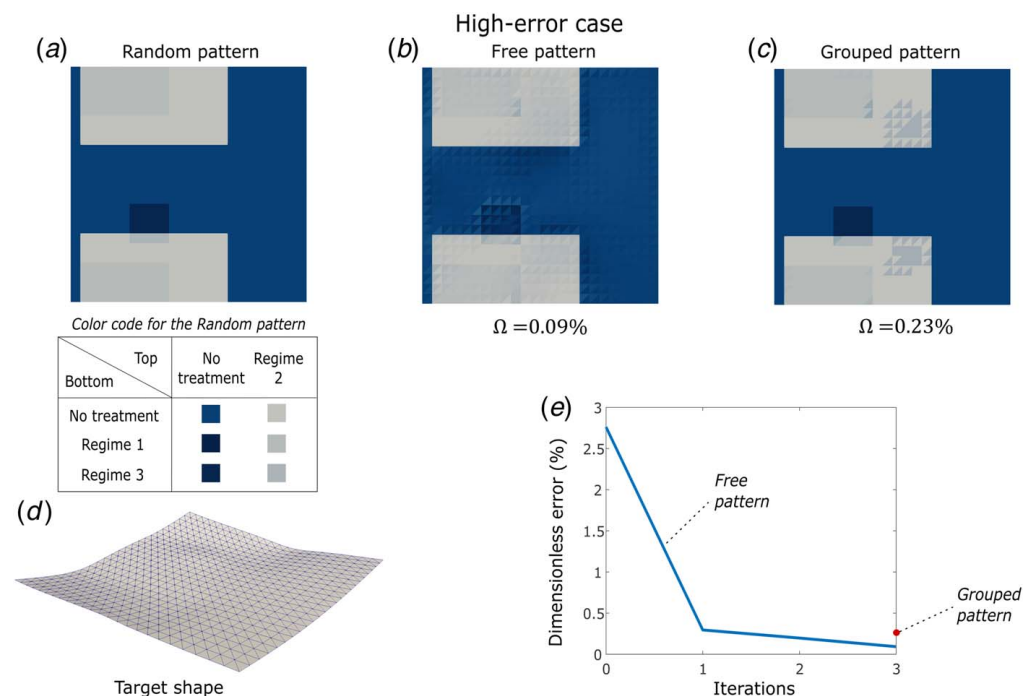 High-error case
(a)
Random pattern
(b)
Free pattern
(c)
Grouped pattern
Ω =0.09%
Ω =0.23%
Color code for the Random pattern
Top
Bottom
No treatment
Regime 2
No treatment
Regime 1
Regime 3
(d)
Target shape
(e)
Dimensionless error (%)
3
2.5
2
1.5
1
0.5
0
0
1
2
3
Iterations
Free
pattern
Grouped
pattern